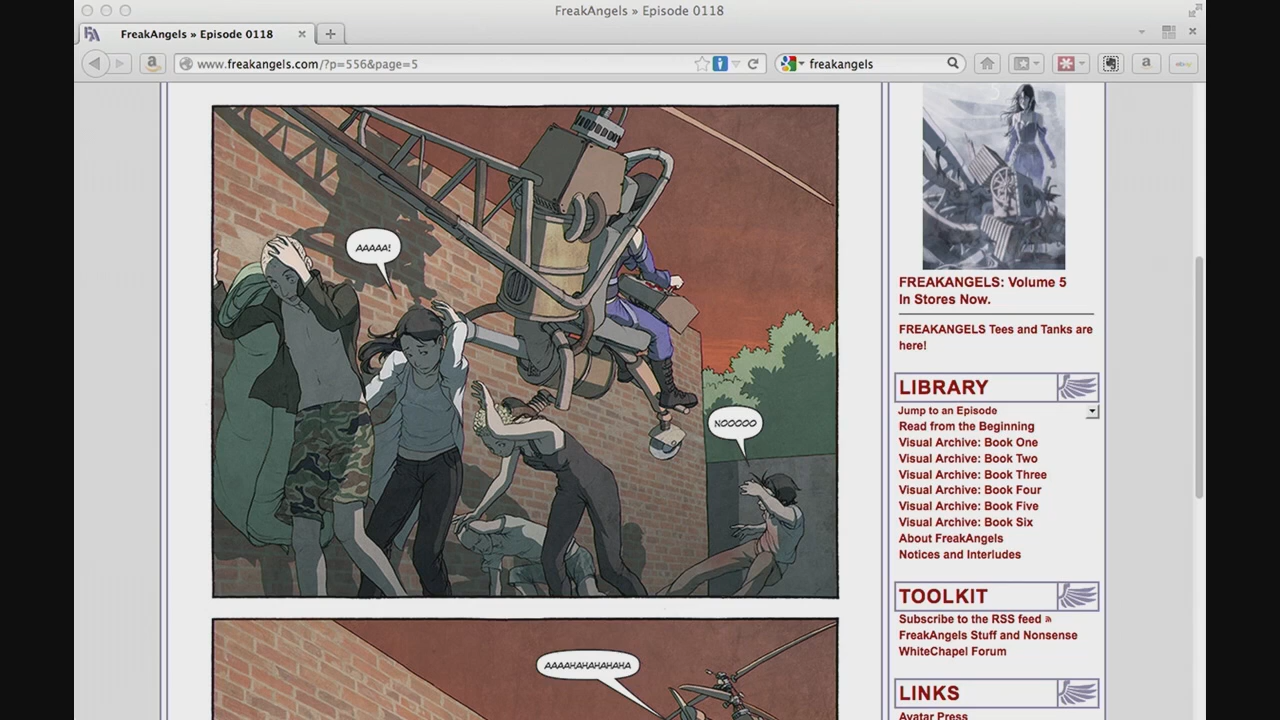 FreakAngels » Episode 0118
FreakAngels » Episode 0118
www.freakangels.com/?p=556&page=5
freakangels
AAAAA!
NOOOOO
AAAAHAHAHAHAHA
FREAKANGELS: Volume 5
In Stores Now.
FREAKANGELS Tees and Tanks are
here!
LIBRARY
Jump to an Episode
Read from the Beginning
Visual Archive: Book One
Visual Archive: Book Two
Visual Archive: Book Three
Visual Archive: Book Four
Visual Archive: Book Five
Visual Archive: Book Six
About FreakAngels
Notices and Interludes
TOOLKIT
Subscribe to the RSS feed
FreakAngels Stuff and Nonsense
WhiteChapel Forum
LINKS
Avatar Press